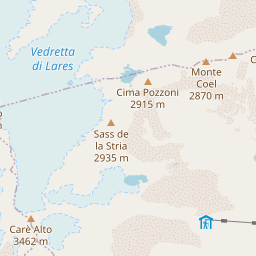 Vedretta
di Lares
Cima Pozzoni
2915 m
Monte
Coel
2870 m
Sass de
la Stria
2935 m
Carè Alto
3462 m